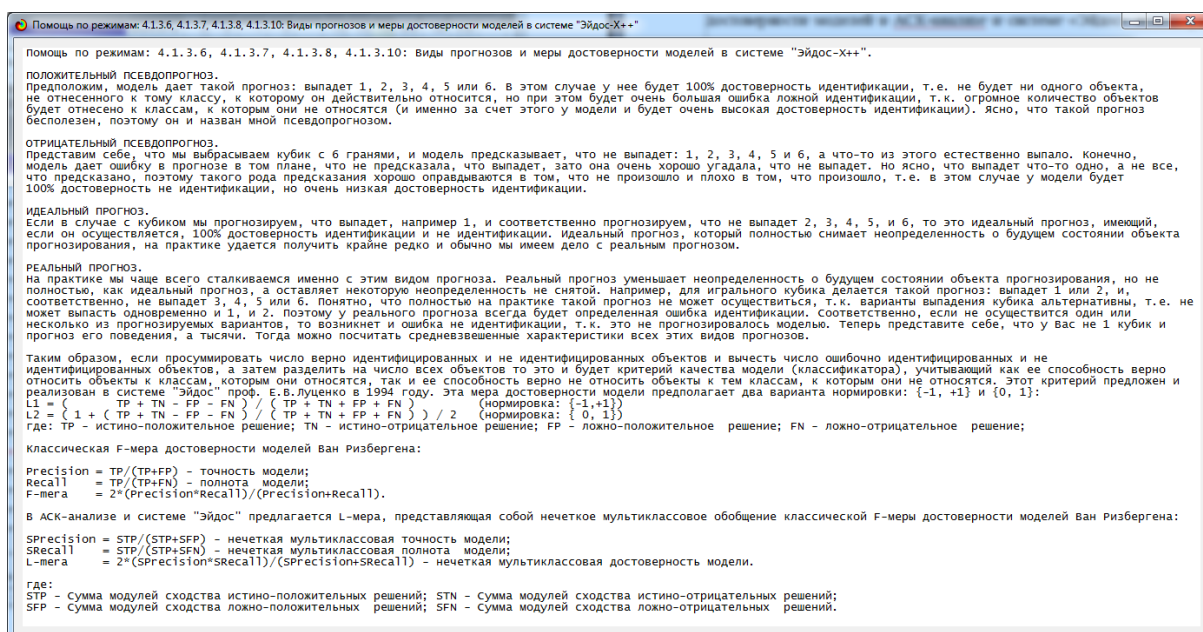 Помощь по режимам: 4.1.3.6, 4.1.3.7, 4.1.3.8, 4.1.3.10: Виды прогнозов и меры достоверности моделей в системе "Эйдос-X++"
Помощь по режимам: 4.1.3.6, 4.1.3.7, 4.1.3.8, 4.1.3.10: Виды прогнозов и меры достоверности моделей в системе "Эйдос-X++".
ПОЛОЖИТЕЛЬНЫЙ ПСЕВДОПРОГНОЗ.
Предположим, модель дает такой прогноз: выпадет 1, 2, 3, 4, 5 или 6. В этом случае у нее будет 100% достоверность идентификации, т.е. не будет ни одного объекта,
не отнесенного к тому классу, к которому он действительно относится, но при этом будет очень большая ошибка ложной идентификации, т.к. огромное количество объектов
будет отнесено к классам, к которым они не относятся (и именно за счет этого у модели и будет очень высокая достоверность идентификации). Ясно, что такой прогноз
бесполезен, поэтому он и назван мной псевдопрогнозом.
ОТРИЦАТЕЛЬНЫЙ ПСЕВДОПРОГНОЗ.
Представим себе, что мы выбрасываем кубик с 6 гранями, и модель предсказывает, что не выпадет: 1, 2, 3, 4, 5 и 6, а что-то из этого естественно выпало. Конечно,
модель дает ошибку в прогнозе в том плане, что не предсказала, что выпадет, зато она очень хорошо угадала, что не выпадет. Но ясно, что выпадет что-то одно, а не все,
что предсказано, поэтому такого рода предсказания хорошо оправдываются в том, что не произошло и плохо в том, что произошло, т.е. в этом случае у модели будет
100% достоверность не идентификации, но очень низкая достоверность идентификации.
ИДЕАЛЬНЫЙ ПРОГНОЗ.
Если в случае с кубиком мы прогнозируем, что выпадет, например 1, и соответственно прогнозируем, что не выпадет 2, 3, 4, 5, и 6, то это идеальный прогноз, имеющий,
если он осуществляется, 100% достоверность идентификации и не идентификации. Идеальный прогноз, который полностью снимает неопределенность о будущем состоянии объекта
прогнозирования, на практике удается получить крайне редко и обычно мы имеем дело с реальным прогнозом.
РЕАЛЬНЫЙ ПРОГНОЗ.
На практике мы чаще всего сталкиваемся именно с этим видом прогноза. Реальный прогноз уменьшает неопределенность о будущем состоянии объекта прогнозирования, но не
полностью, как идеальный прогноз, а оставляет некоторую неопределенность не снятой. Например, для игрального кубика делается такой прогноз: выпадет 1 или 2, и,
соответственно, не выпадет 3, 4, 5 или 6. Понятно, что полностью на практике такой прогноз не может осуществиться, т.к. варианты выпадения кубика альтернативны, т.е. не
может выпасть одновременно и 1, и 2. Поэтому у реального прогноза всегда будет определенная ошибка идентификации. Соответственно, если не осуществится один или
несколько из прогнозируемых вариантов, то возникнет и ошибка не идентификации, т.к. это не прогнозировалось моделью. Теперь представите себе, что у Вас не 1 кубик и
прогноз его поведения, а тысячи. Тогда можно посчитать средневзвешенные характеристики всех этих видов прогнозов.
Таким образом, если просуммировать число верно идентифицированных и не идентифицированных объектов и вычесть число ошибочно идентифицированных и не
идентифицированных объектов, а затем разделить на число всех объектов то это и будет критерий качества модели (классификатора), учитывающий как ее способность верно
относить объекты к классам, которым они относятся, так и ее способность верно не относить объекты к тем классам, к которым они не относятся. Этот критерий предложен и
реализован в системе "Эйдос" проф. Е.В.Луценко в 1994 году. Эта мера достоверности модели предполагает два варианта нормировки: {-1, +1} и {0, 1}:
L1 = ( TP + TN - FP - FN ) / ( TP + TN + FP + FN ) (нормировка: {-1,+1})
L2 = ( 1 + ( TP + TN - FP - FN ) / ( TP + TN + FP + FN ) ) / 2 (нормировка: { 0, 1})
где: TP - истино-положительное решение; TN - истино-отрицательное решение; FP - ложно-положительное решение; FN - ложно-отрицательное решение;
Классическая F-мера достоверности моделей Ван Ризбергена:
Precision = TP/(TP+FP) - точность модели;
Recall = TP/(TP+FN) - полнота модели;
F-mera = 2*(Precision*Recall)/(Precision+Recall).
В АСК-анализе и системе "Эйдос" предлагается L-мера, представляющая собой нечеткое мультиклассовое обобщение классической F-меры достоверности моделей Ван Ризбергена:
SPrecision = STP/(STP+SFP) - нечеткая мультиклассовая точность модели;
SRecall = STP/(STP+SFN) - нечеткая мультиклассовая полнота модели;
L-mera = 2*(SPrecision*SRecall)/(SPrecision+SRecall) - нечеткая мультиклассовая достоверность модели.
где:
STP - Сумма модулей сходства истино-положительных решений; STN - Сумма модулей сходства истино-отрицательных решений;
SFP - Сумма модулей сходства ложно-положительных решений; SFN - Сумма модулей сходства ложно-отрицательных решений.